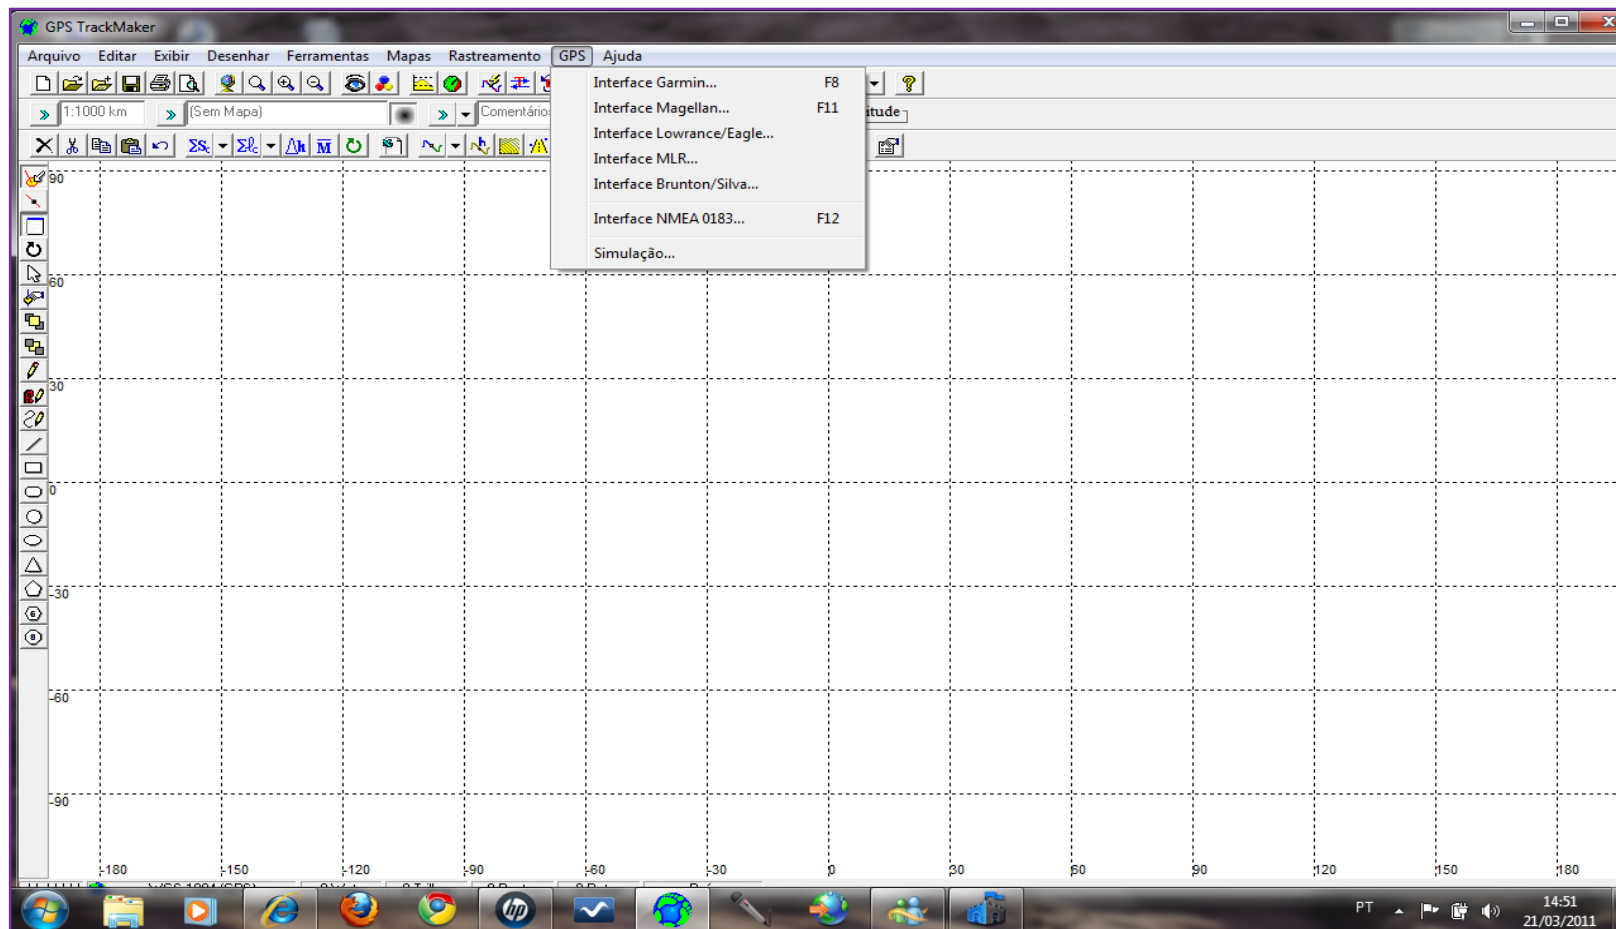 GPS TrackMaker
Arquivo Editar Exibir Desenhar Ferramentas Mapas Rastreamento GPS Ajuda
Interface Garmin... F8
1:1000 km (Sem Mapa)
Interface Magellan... F11
Interface Lowrance/Eagle...
Interface MLR...
Interface Brunton/Silva...
Interface NMEA 0183... F12
Simulação...
90
60
30
0
-30
-60
-90
-180 -150 -120 -90 -60 -30 0 30 60 90 120 150 180
hp
PT 14:51
21/03/2011